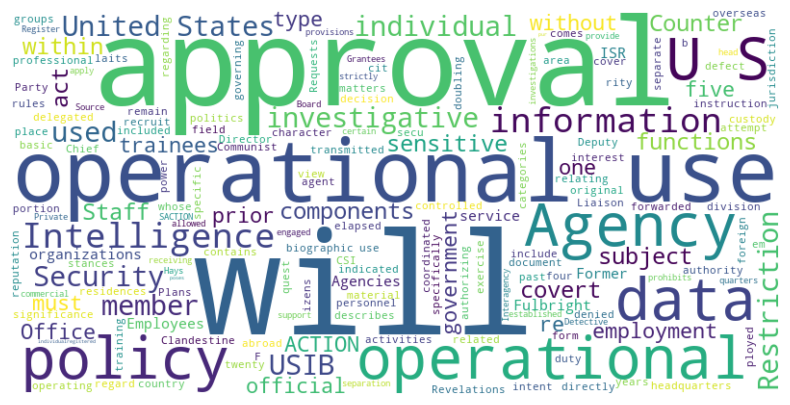 groups United States type individual without Counter overseas
Register provisions regarding comes ISR provide Grantees
professional within laits governing Requests cit area cover rity separate b head jurisdiction
approval U S
Party act investigative matters strictly doubling defect five apply
rules delegated Source Board decision investigations instruction
place used remain recruit included politics field character secu information custody attempt
basic Chief trainees Director Communist sensitive certain transmitted functions
operational use
power specific view agent categories one relating interest original Deputy Liaison
portion Private Staff whose SACTION allowed components elapsed service controlled forwarded division
Intelligence engaged prior government Agency foreign em
organizations contains biographic use coordinated specifically authorizing exercise document include subject authority
reputation stances Security receiving quest CSI indicated Agencies past four Former prohibits
residences Plans izens material personnel covert data Restriction
commercial must member describes Fulbright denied quarters
significance Hays Will Interagency established
Office Employees ACTION related re employment ployed
individualregistered Clandestine support activities form Detective
policy USIB operational
training abroad F duty
operating regard country official twenty separation Revelations intent directly years headquarters